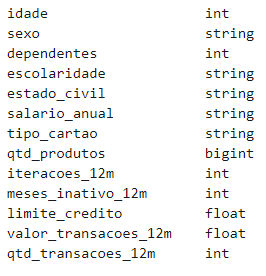 idade int
sexo string
dependentes int
escolaridade string
estado_civil string
salario_anual string
tipo_cartao string
qtd_produtos bigint
iteracoes_12m int
meses_inativo_12m int
limite_credito float
valor_transacoes_12m float
qtd_transacoes_12m int